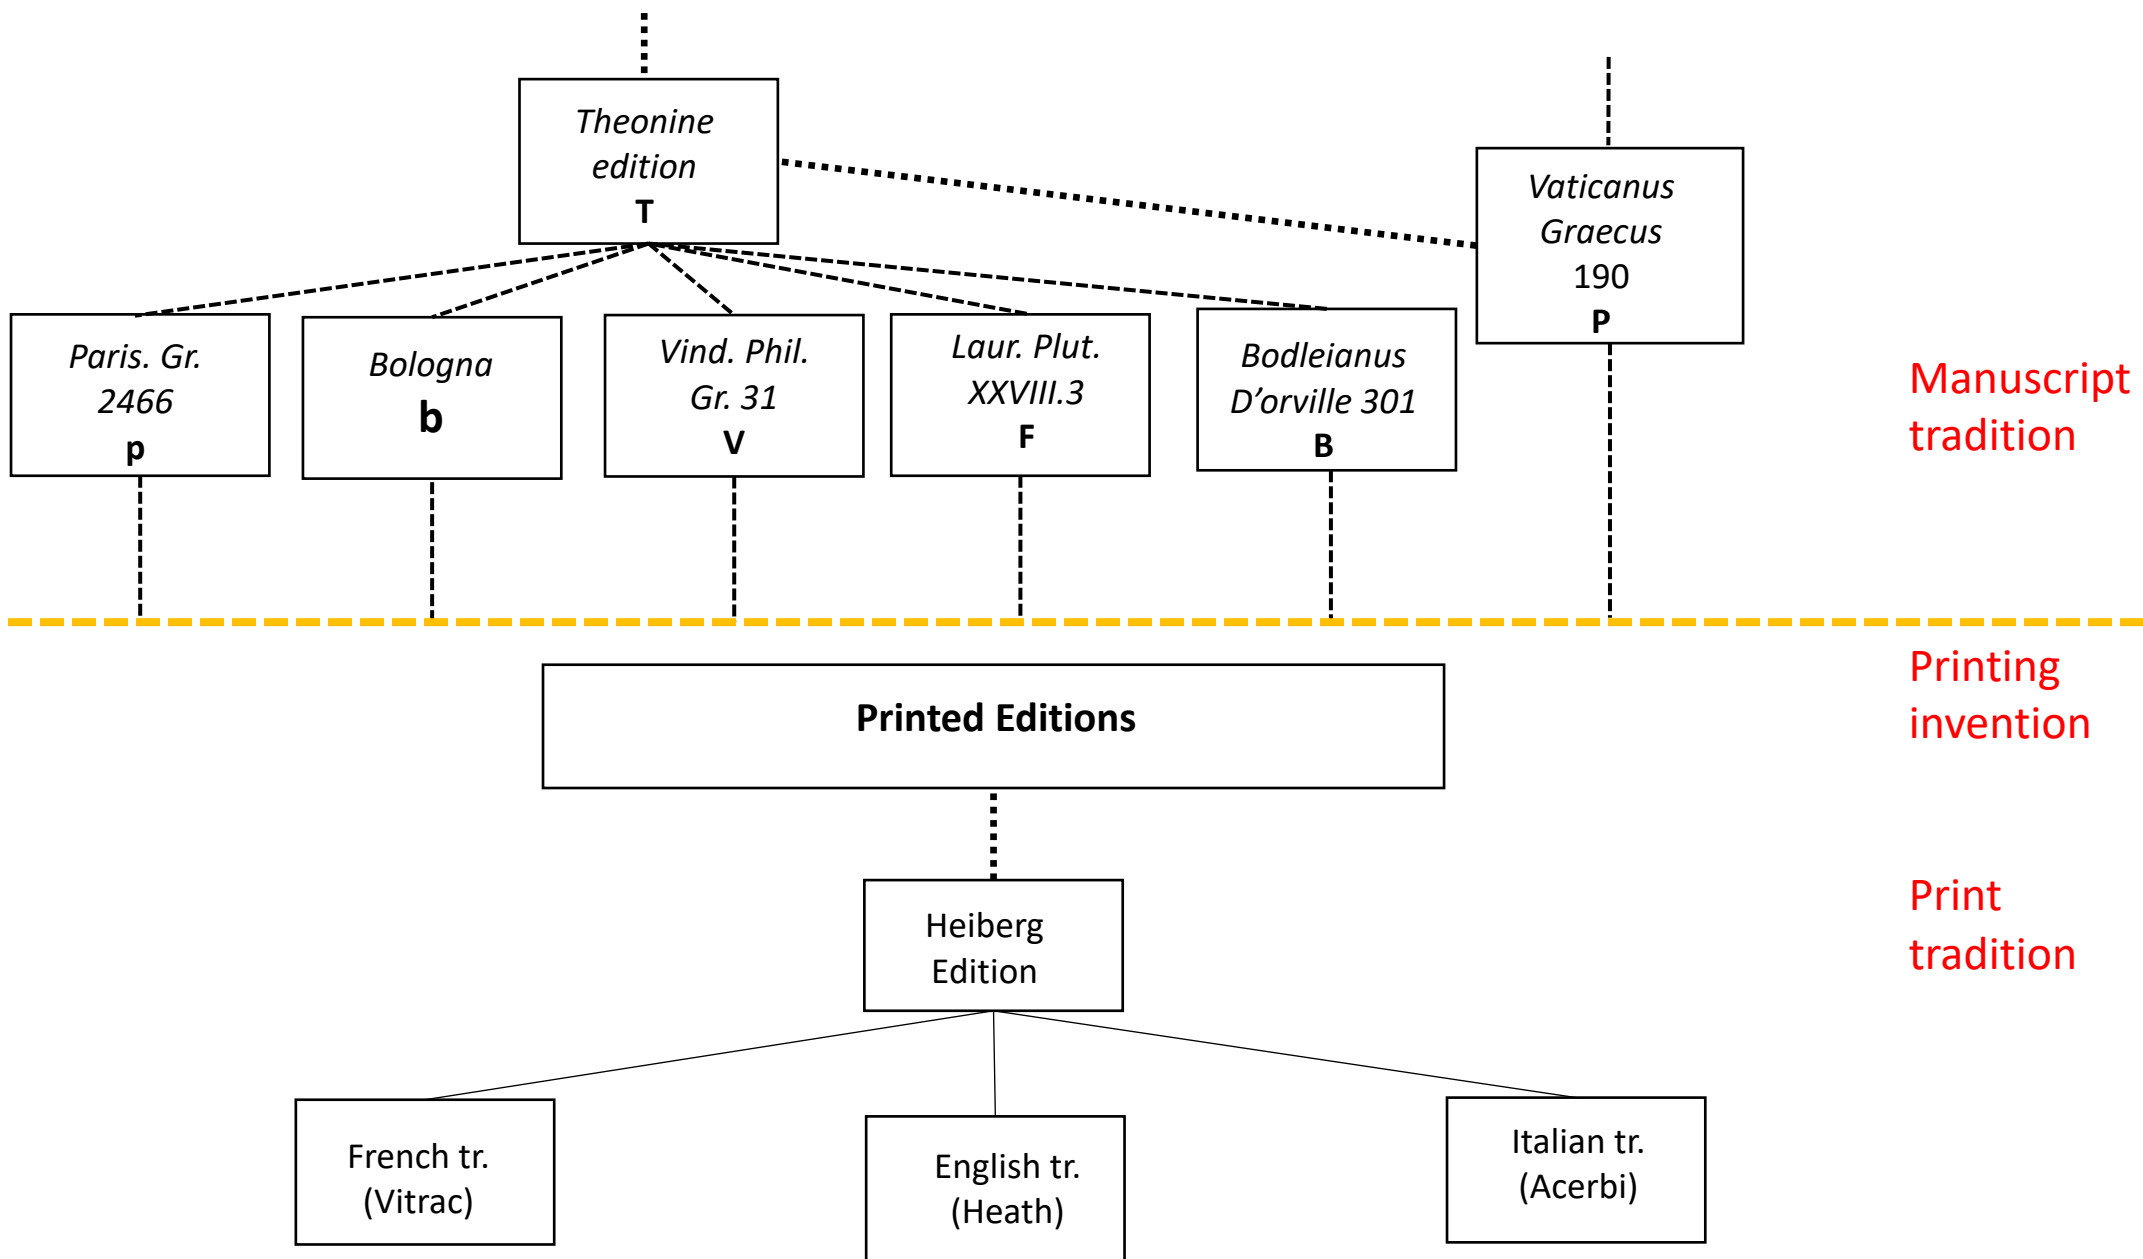 Theonine
edition
T
Vaticanus
Graecus
190
P
Paris. Gr.
2466
p
Bologna
b
Vind. Phil.
Gr. 31
V
Laur. Plut.
XXVIII.3
F
Bodleianus
D’orville 301
B
Manuscript
tradition
Printing
invention
Printed Editions
Print
tradition
Heiberg
Edition
French tr.
(Vitrac)
English tr.
(Heath)
Italian tr.
(Acerbi)